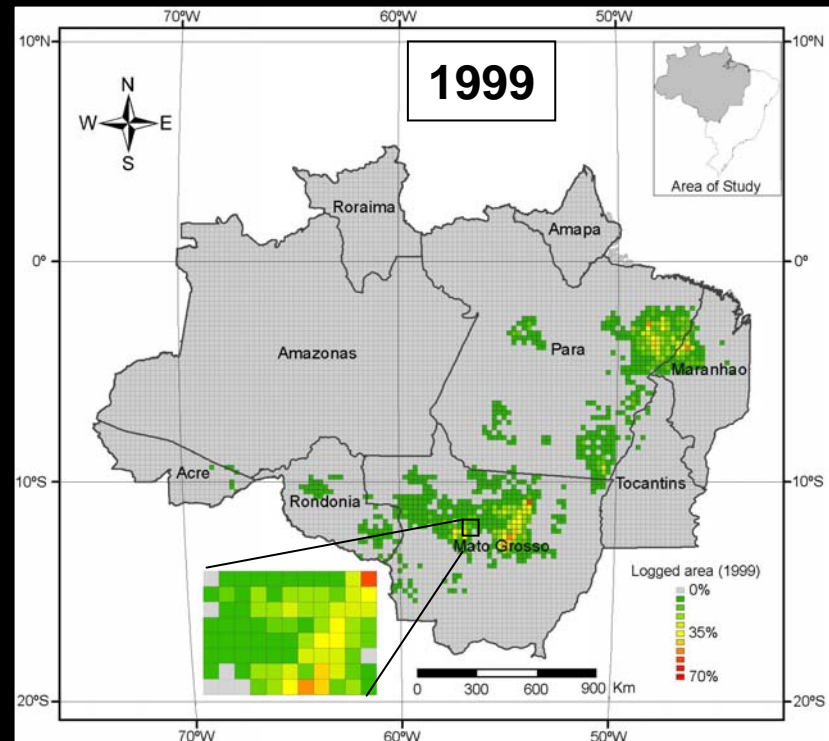 70ºW 60ºW 50ºW
10ºN 10ºN
1999
N
W E
S
Area of Study
Roraima
Amapa
0º 0º
Amazonas
Para
Maranhao
Acre
10ºS 10ºS
Rondonia
Tocantins
Mato Grosso
Logged area (1999)
0%
35%
70%
0 300 600 900 Km
20ºS 20ºS
70ºW 60ºW 50ºW